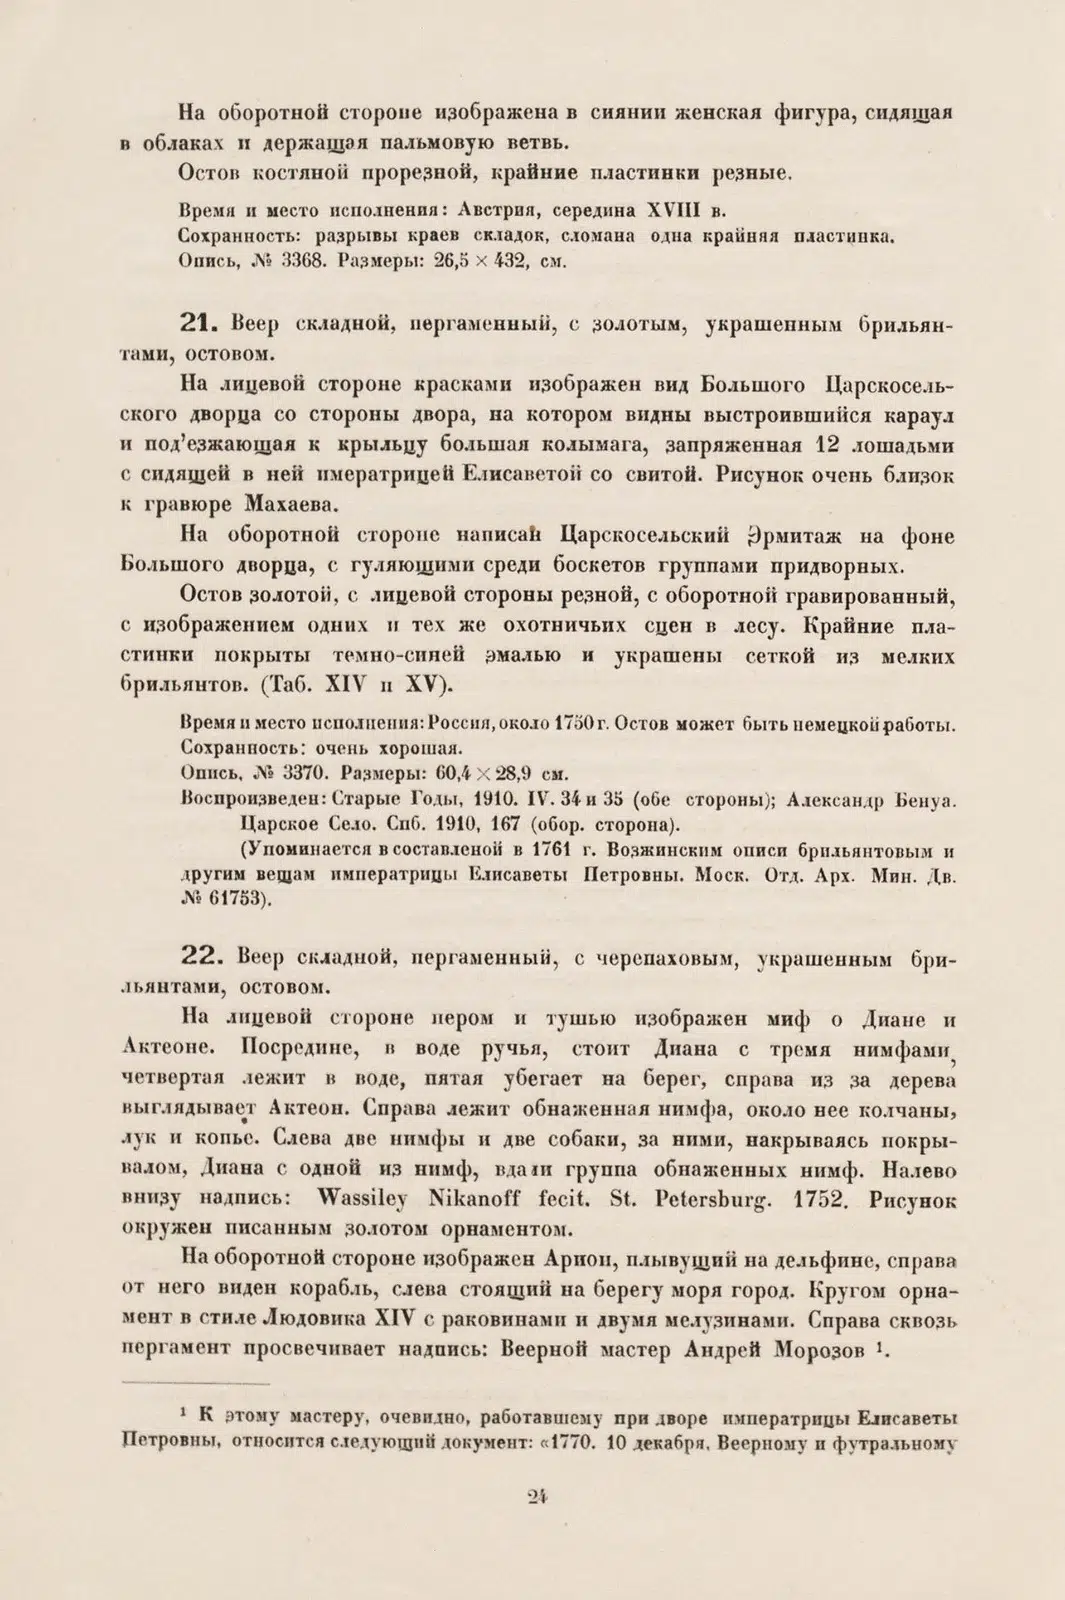 На оборотной стороне изображена в сиянии женская фигура, сидящая
в облаках и держащая пальмовую ветвь.
Остов костяной прорезной, крайние пластинки резные.
Время и место исполнения: Австрия, середина XVIII в.
Сохранность: разрывы краев складок, сломана одна крайняя пластинка.
Опись, № 3368. Размеры: 26,5 × 432, см.
21. Веер складной, пергаменный, с золотым, украшенным брильян-
тами, остовом.
На лицевой стороне красками изображен вид Большого Царскосель-
ского дворца со стороны двора, на котором видны выстроившийся караул
и под'езжающая к крыльцу большая колымага, запряженная 12 лошадьми
с сидящей в ней имератрицей Елисаветой со свитой. Рисунок очень близок
к гравюре Махаева.
На оборотной стороне написан Царскосельский Эрмитаж на фоне
Большого дворца, с гуляющими среди боскетов группами придворных.
Остов золотой, с лицевой стороны резной, с оборотной гравированный,
с изображением одних и тех же охотничьих сцен в лесу. Крайние пла-
стинки покрыты темно-синей эмалью и украшены сеткой из мелких
брильянтов. (Таб. XIV и XV).
Время и место исполнения: Россия, около 1750 г. Остов может быть немецкой работы.
Сохранность: очень хорошая.
Опись, № 3370. Размеры: 60,4 × 28,9 см.
Воспроизведен: Старые Годы, 1910. IV. 34 и 35 (обе стороны); Александр Бенуа.
Царское Село. Спб. 1910, 167 (обор. сторона).
(Упоминается в составленой в 1761 г. Возжинским описи брильянтовым и
другим вещам императрицы Елисаветы Петровны. Моск. Отд. Арх. Мин. Дв.
№ 61753).
22. Веер складной, пергаменный, с черепаховым, украшенным бри-
льянтами, остовом.
На лицевой стороне пером и тушью изображен миф о Диане и
Актеоне. Посредине, в воде ручья, стоит Диана с тремя нимфами,
четвертая лежит в воде, пятая убегает на берег, справа из за дерева
выглядывает Актеон. Справа лежит обнаженная нимфа, около нее колчаны,
лук и копье. Слева две нимфы и две собаки, за ними, накрываясь покры-
валом, Диана с одной из нимф, вдали группа обнаженных нимф. Налево
внизу надпись: Wassiley Nikanoff fecit. St. Petersburg. 1752. Рисунок
окружен писанным золотом орнаментом.
На оборотной стороне изображен Арион, плывущий на дельфине, справа
от него виден корабль, слева стоящий на берегу моря город. Кругом орна-
мент в стиле Людовика XIV с раковинами и двумя мелузинами. Справа сквозь
пергамент просвечивает надпись: Веерной мастер Андрей Морозов ¹.
¹ К этому мастеру, очевидно, работавшему при дворе императрицы Елисаветы
Петровны, относится следующий документ: «1770. 10 декабря, Веерному и футральному
24